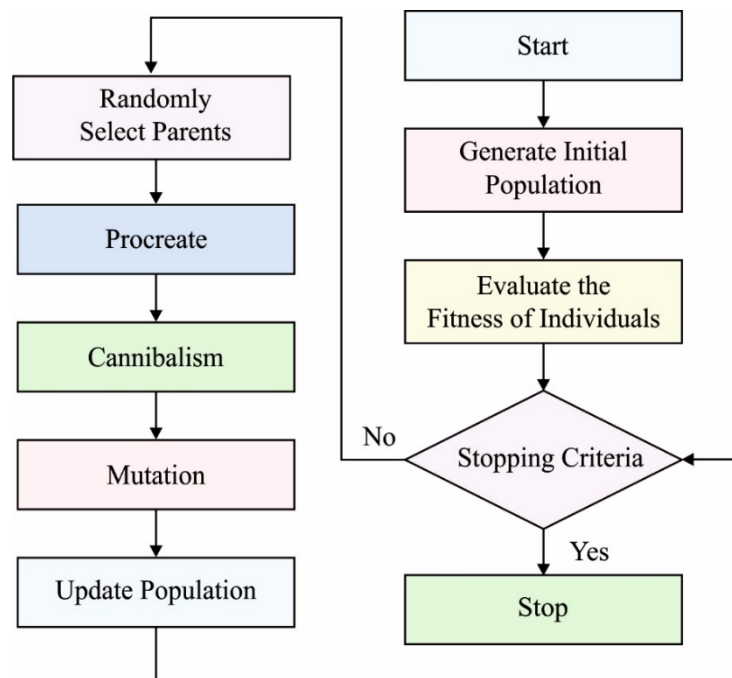 Start
Generate Initial
Population
Evaluate the
Fitness of Individuals
Stopping Criteria
No
Yes
Stop
Randomly
Select Parents
Procreate
Cannibalism
Mutation
Update Population